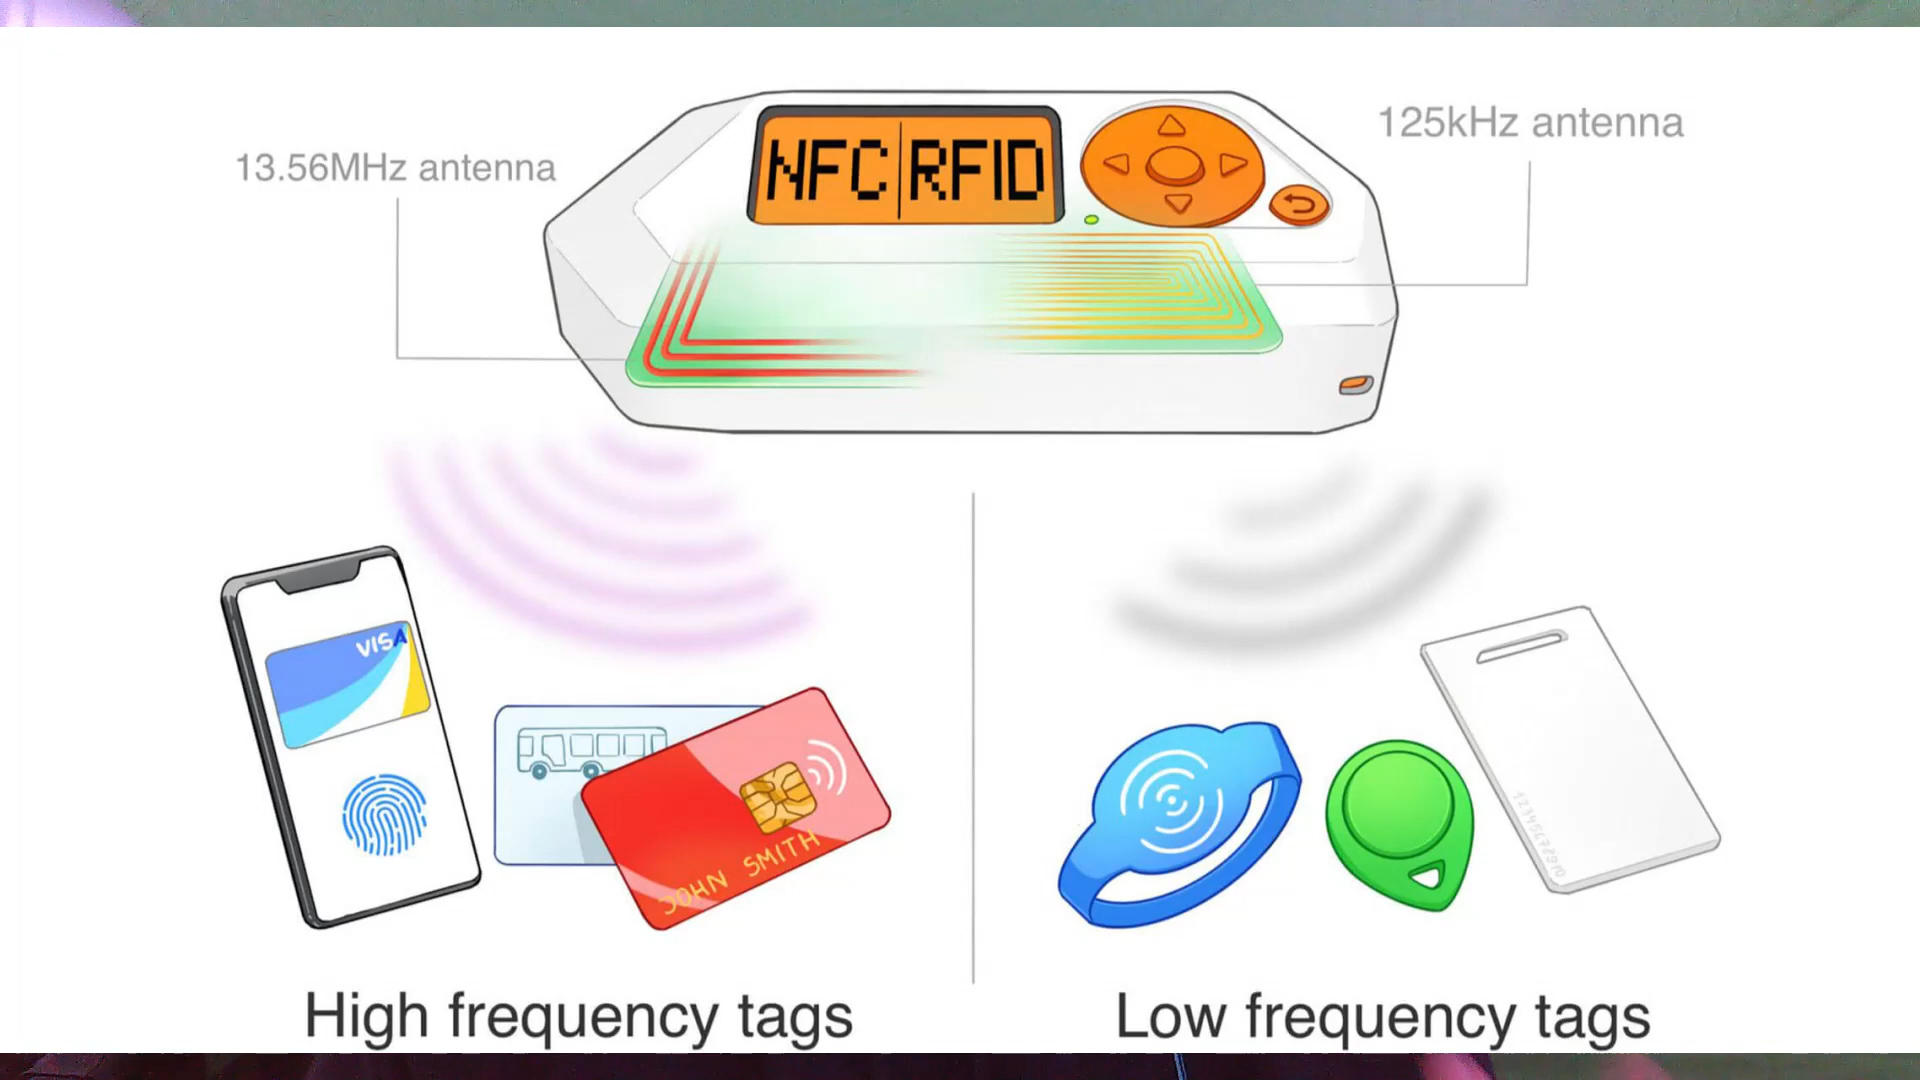 125kHz antenna
13.56MHz antenna
NFC RFID
VISA
JOHN SMITH
High frequency tags
Low frequency tags